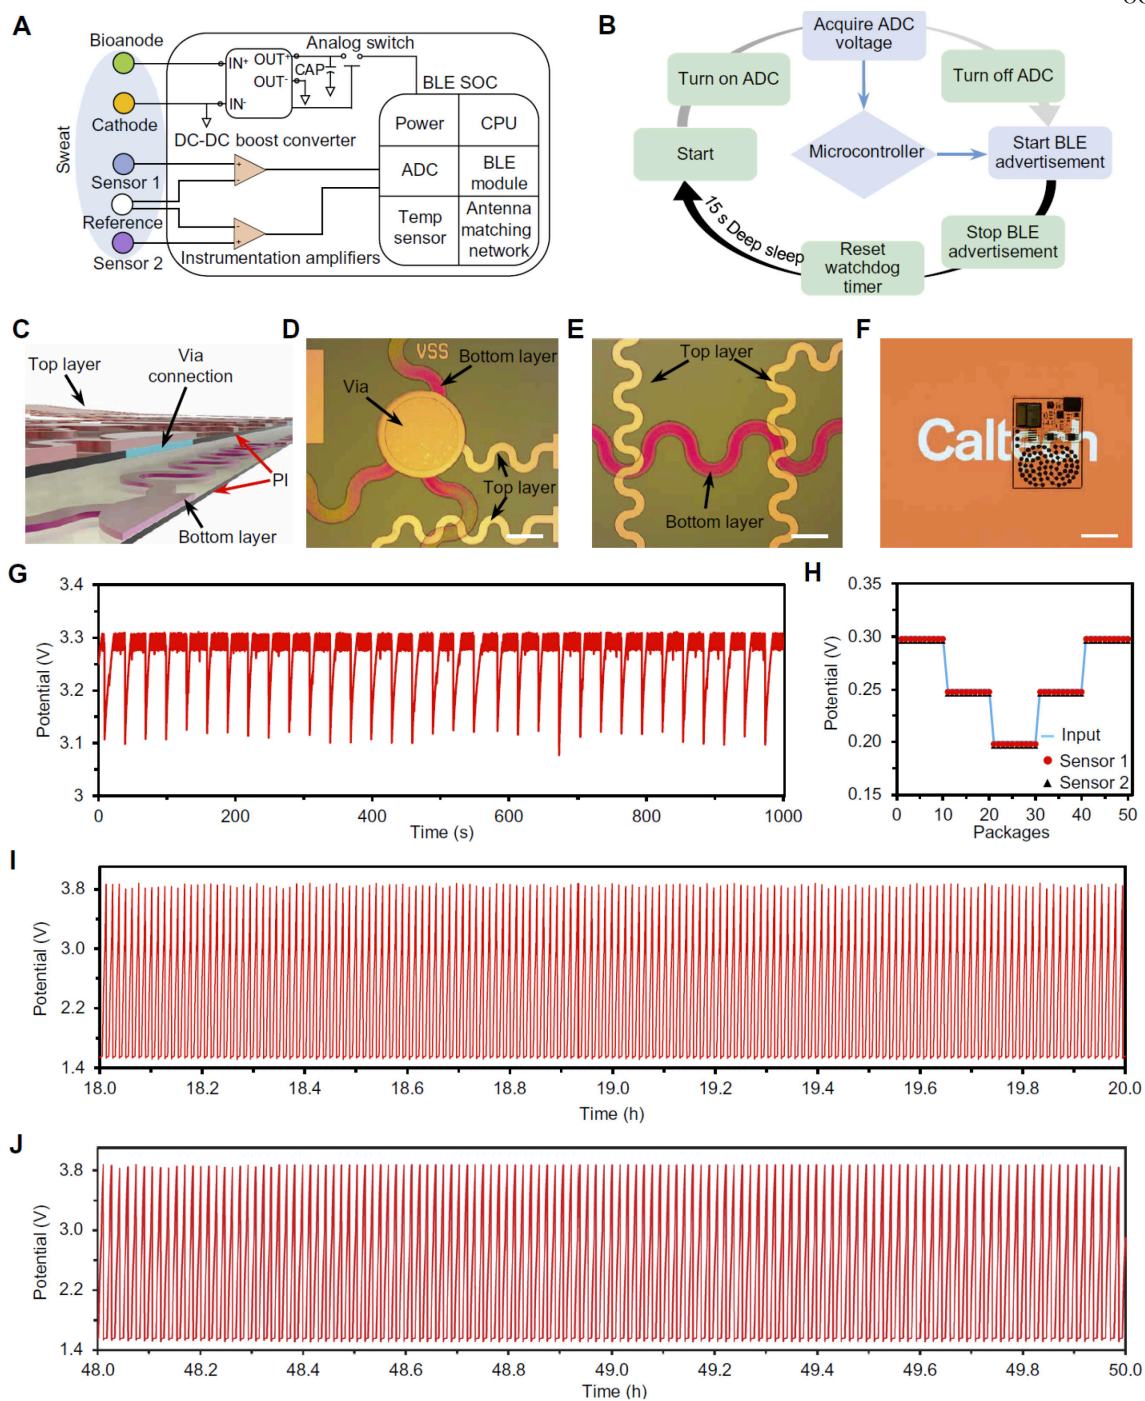 A
Bioanode
Cathode
Sweat
Sensor 1
Reference
Sensor 2
IN+
OUT+
OUT-
IN-
CAP
Analog switch
DC-DC boost converter
BLE SOC
Power
CPU
ADC
BLE
module
Temp
sensor
Antenna
matching
network
Instrumentation amplifiers
B
Acquire ADC
voltage
Turn on ADC
Turn off ADC
Start
Microcontroller
Start BLE
advertisement
Stop BLE
advertisement
Reset
watchdog
timer
15 s Deep sleep
C
Top layer
Via
connection
PI
Bottom layer
D
VSS
Bottom layer
Via
Top layer
E
Top layer
Bottom layer
F
G
3.4
3.3
3.2
3.1
3
Potential (V)
0
200
400
600
800
1000
Time (s)
H
0.35
0.30
0.25
0.20
0.15
Potential (V)
Input
Sensor 1
Sensor 2
0
10
20
30
40
50
Packages
I
3.8
3.0
2.2
1.4
Potential (V)
18.0
18.2
18.4
18.6
18.8
19.0
19.2
19.4
19.6
19.8
20.0
Time (h)
J
3.8
3.0
2.2
1.4
Potential (V)
48.0
48.2
48.4
48.6
48.8
49.0
49.2
49.4
49.6
49.8
50.0
Time (h)